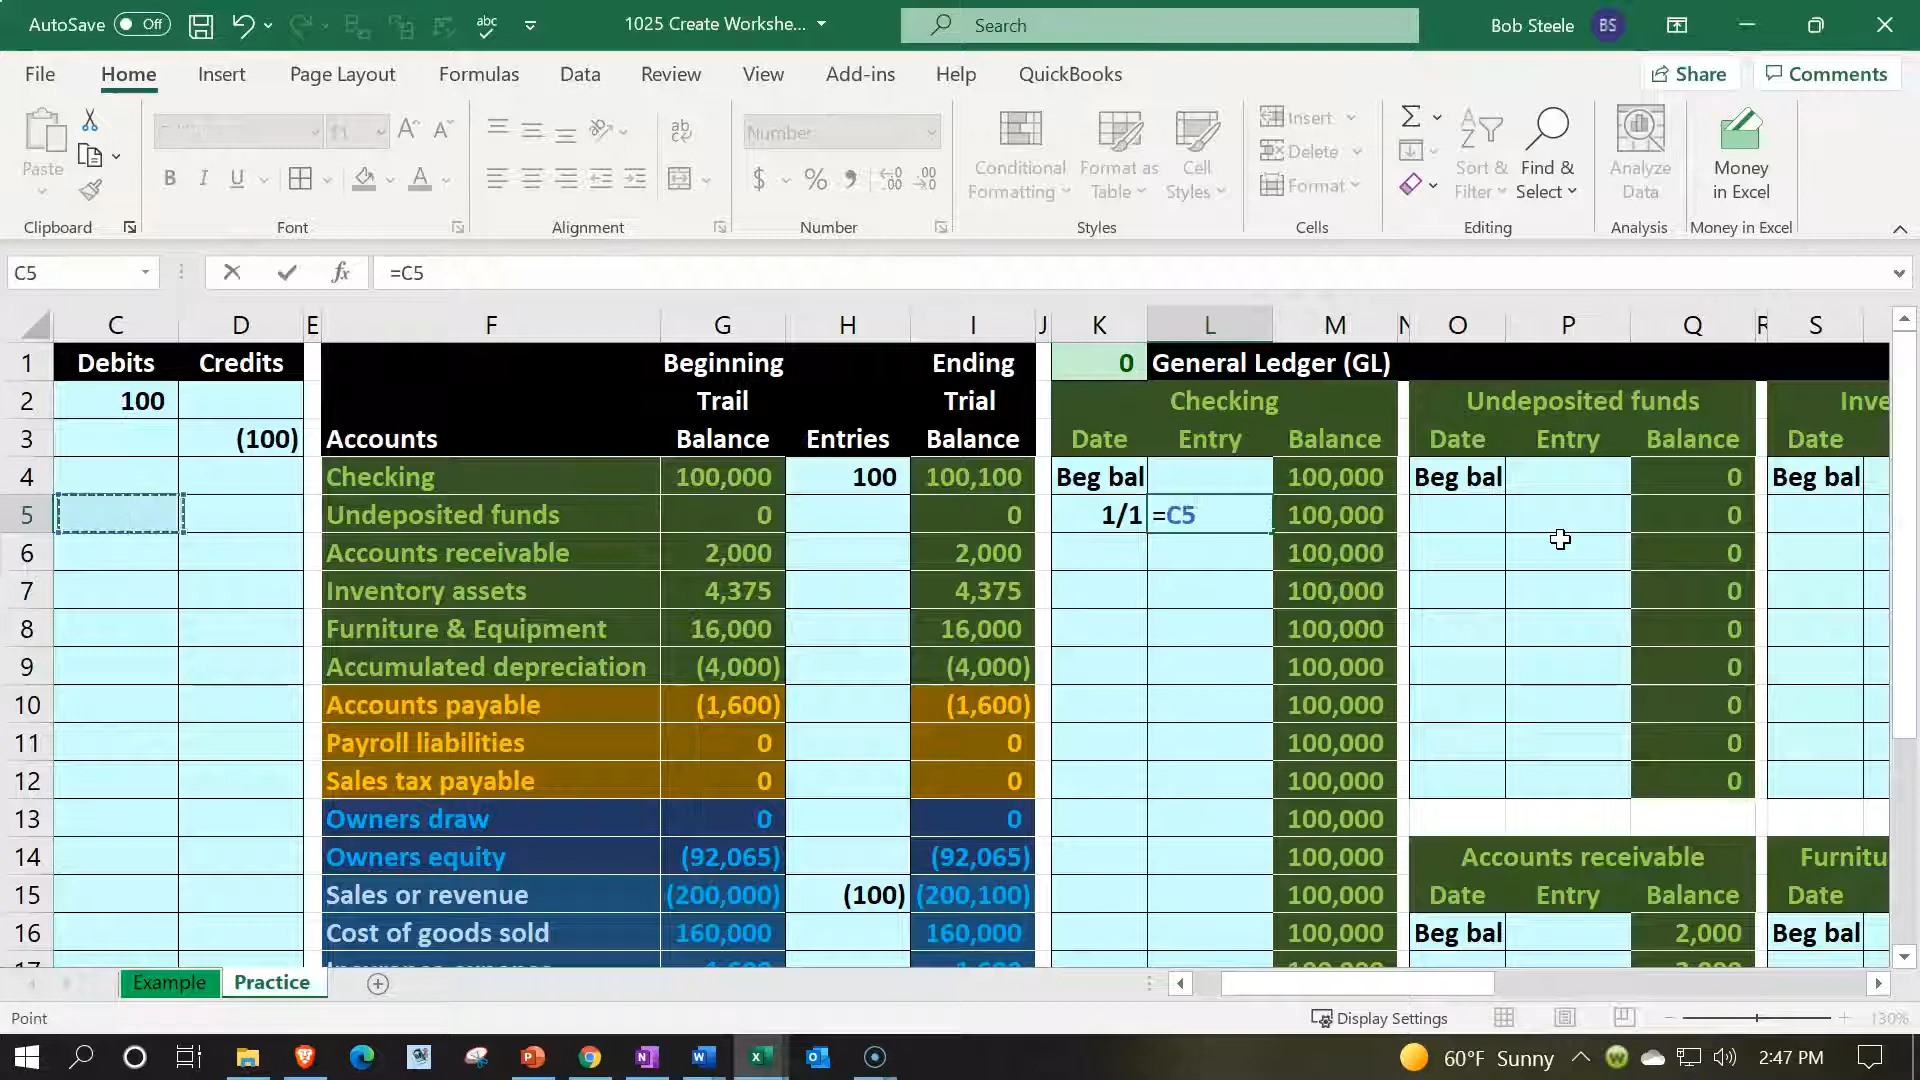 AutoSave Off abc 1025 Create Workshe... Search Bob Steele BS
File Home Insert Page Layout Formulas Data Review View Add-ins Help QuickBooks Share Comments
Paste B I U A A A ab Number $ % Conditional Formatting Format as Table Cell Styles Insert Delete Format Sort & Filter Find & Select Analyze Data Money in Excel
Clipboard Font Alignment Number Styles Cells Editing Analysis Money in Excel
C5 fx =C5
C D E F G H I J K L M N O P Q R S
1 Debits Credits Beginning Ending 0 General Ledger (GL)
2 100 Trail Trial Checking Undeposited funds Inve
3 (100) Accounts Balance Entries Balance Date Entry Balance Date Entry Balance Date
4 Checking 100,000 100 100,100 Beg bal 100,000 Beg bal 0 Beg bal
5 Undeposited funds 0 0 1/1 =C5 100,000 0
6 Accounts receivable 2,000 2,000 100,000 0
7 Inventory assets 4,375 4,375 100,000 0
8 Furniture & Equipment 16,000 16,000 100,000 0
9 Accumulated depreciation (4,000) (4,000) 100,000 0
10 Accounts payable (1,600) (1,600) 100,000 0
11 Payroll liabilities 0 0 100,000 0
12 Sales tax payable 0 0 100,000 0
13 Owners draw 0 0 100,000
14 Owners equity (92,065) (92,065) 100,000 Accounts receivable Furnitu
15 Sales or revenue (200,000) (100) (200,100) 100,000 Date Entry Balance Date
16 Cost of goods sold 160,000 160,000 100,000 Beg bal 2,000 Beg bal
Example Practice
Point Display Settings 130%
60°F Sunny 2:47 PM